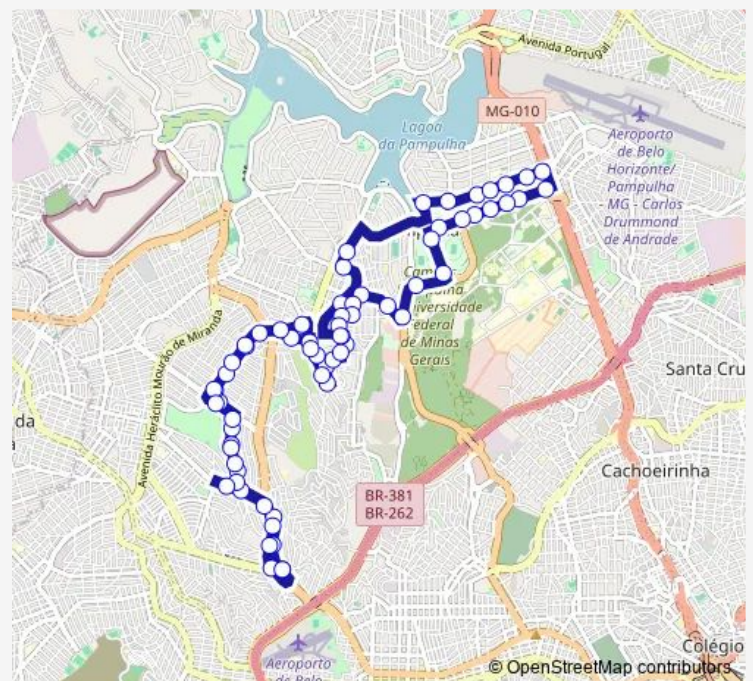 Avenida Portugal
MG-010
Lagoa
da Pampulha
Aeroporto
de Belo
Horizonte/
Pampulha
- MG - Carlos
Drummond
de Andrade
Federal
de Minas
Gerais
Avenida Heráclito Mourão de Miranda
Santa Cru
da
Cachoeirinha
BR-381
BR-262
Colégio
Aeroporto
de Belo
© OpenStreetMap contributors